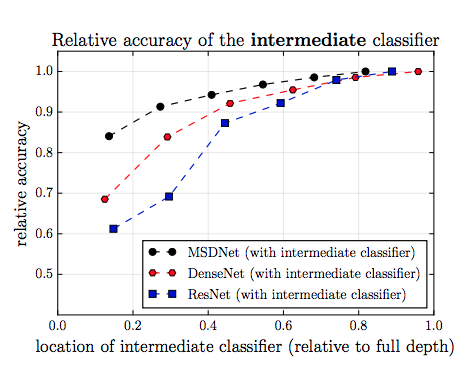 Relative accuracy of the intermediate classifier
relative accuracy
1.0
0.9
0.8
0.7
0.6
0.5
MSDNet (with intermediate classifier)
DenseNet (with intermediate classifier)
ResNet (with intermediate classifier)
0.0 0.2 0.4 0.6 0.8 1.0
location of intermediate classifier (relative to full depth)